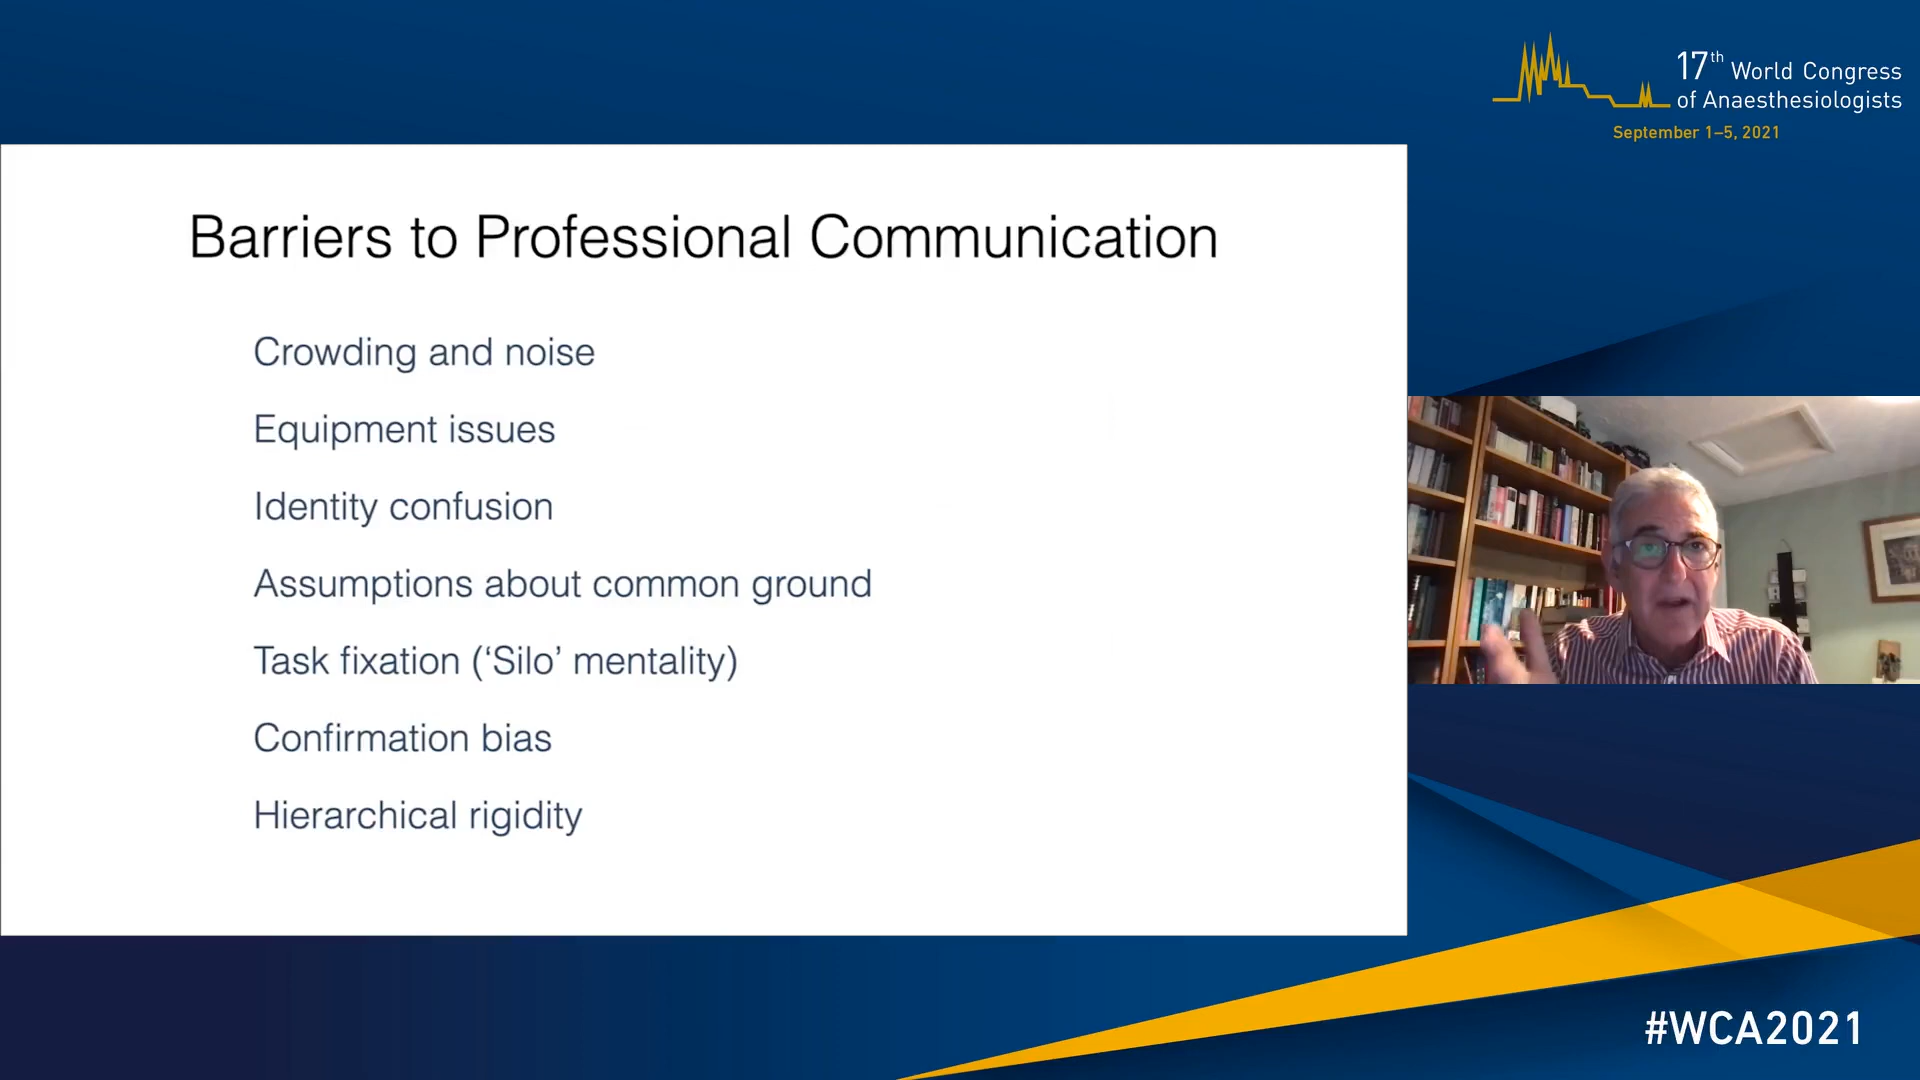 17th World Congress
of Anaesthesiologists
September 1–5, 2021
Barriers to Professional Communication
Crowding and noise
Equipment issues
Identity confusion
Assumptions about common ground
Task fixation (‘Silo’ mentality)
Confirmation bias
Hierarchical rigidity
#WCA2021